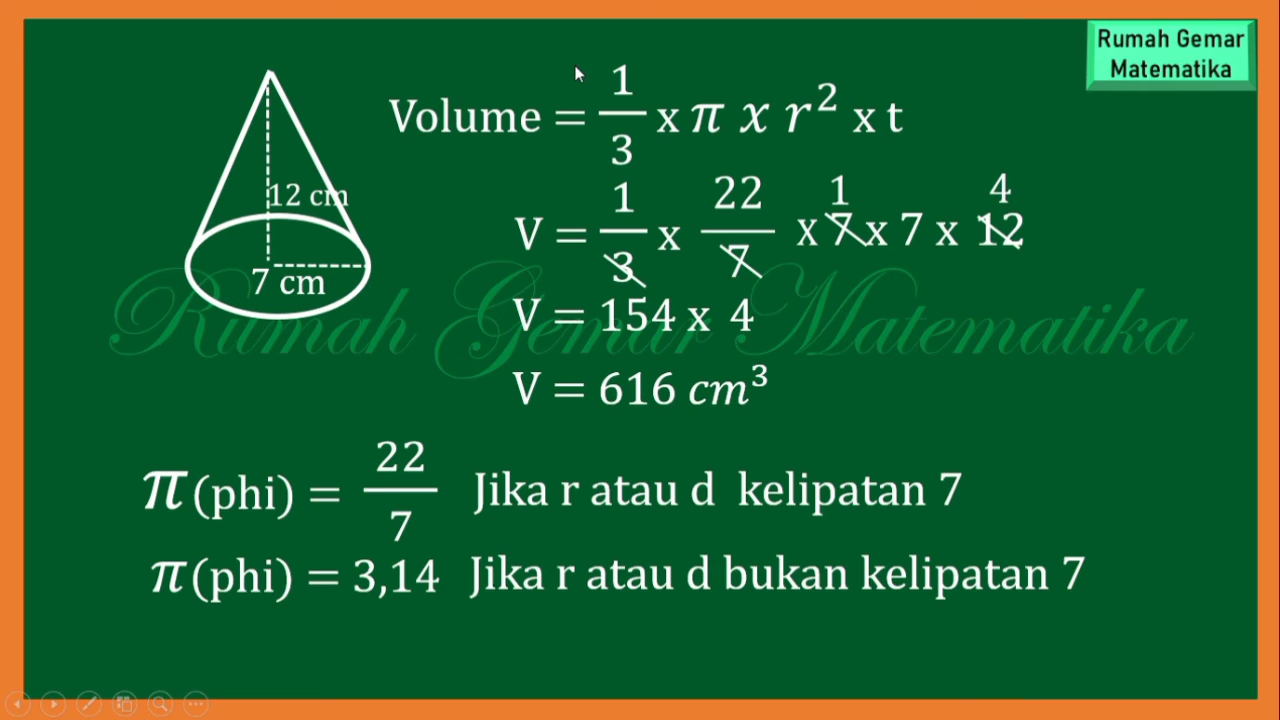 Rumah Gemar
Matematika
Volume = 1/3 x π x r² x t
12 cm
7 cm
V = 1/3 x 22/7 x 7 x 7 x 12
1
4
V = 154 x 4
V = 616 cm³
Rumah Gemar Matematika
π (phi) = 22/7 Jika r atau d kelipatan 7
π (phi) = 3,14 Jika r atau d bukan kelipatan 7